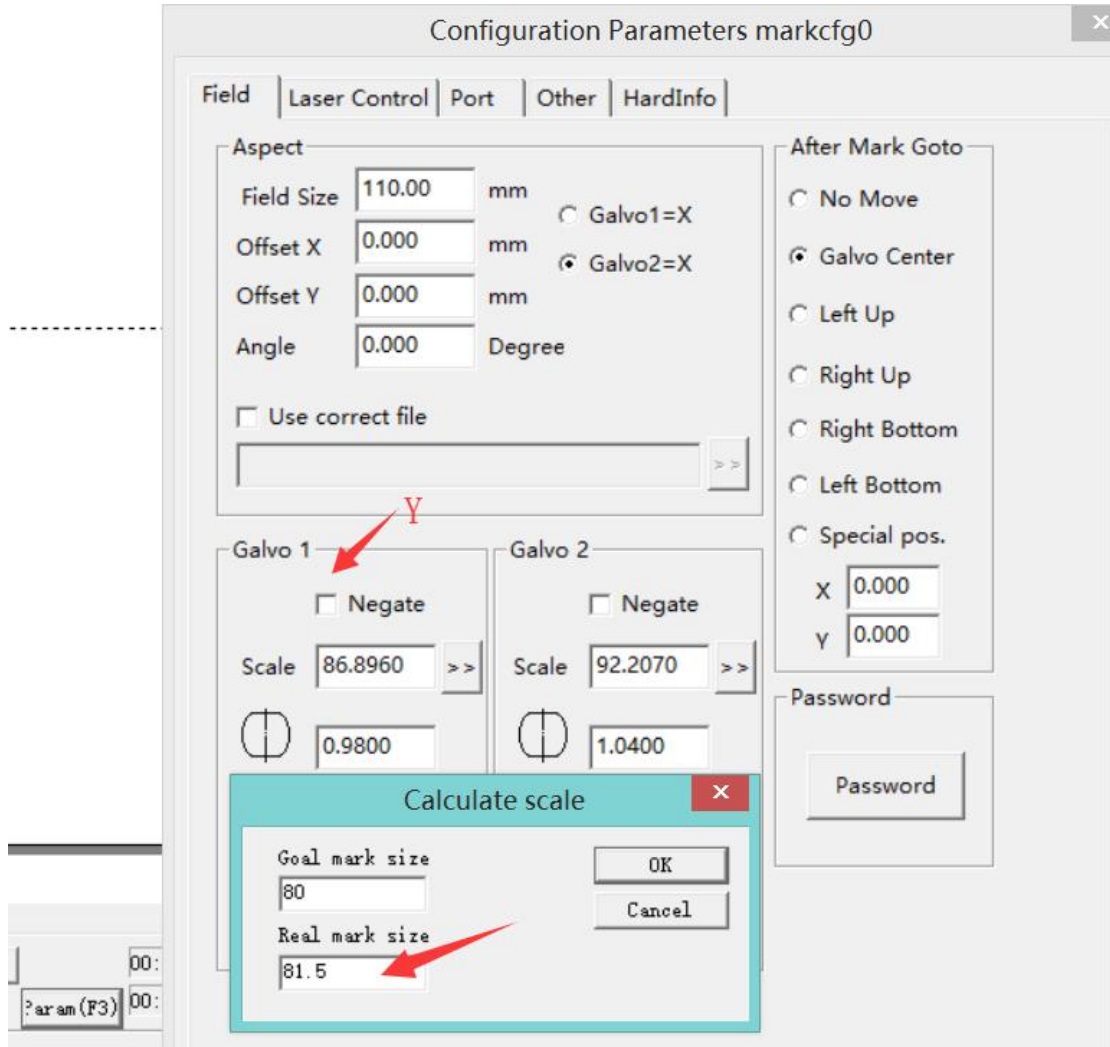 Configuration Parameters markcfg0
Field Laser Control Port Other HardInfo
Aspect
Field Size 110.00 mm
Offset X 0.000 mm
Offset Y 0.000 mm
Angle 0.000 Degree
Galvo1=X
Galvo2=X
Use correct file
>>
After Mark Goto
No Move
Galvo Center
Left Up
Right Up
Right Bottom
Left Bottom
Special pos.
X 0.000
Y 0.000
Y
Galvo 1
Negate
Scale 86.8960 >>
0.9800
Galvo 2
Negate
Scale 92.2070 >>
1.0400
Password
Password
Calculate scale
Goal mark size
80
Real mark size
81.5
OK
Cancel
00:
Param(F3) 00: